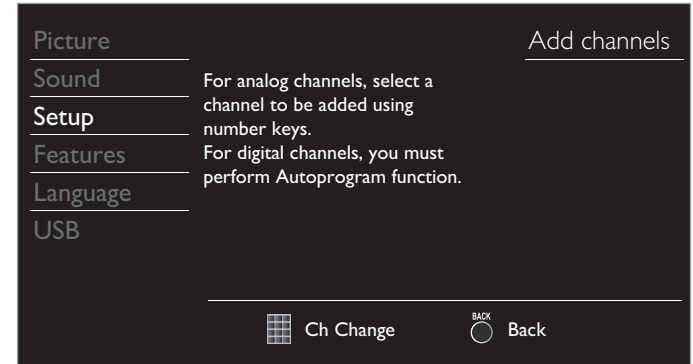 Picture
Add channels
Sound
Setup
Features
Language
USB
For analog channels, select a
channel to be added using
number keys.
For digital channels, you must
perform Autoprogram function.
Ch Change
BACK
Back